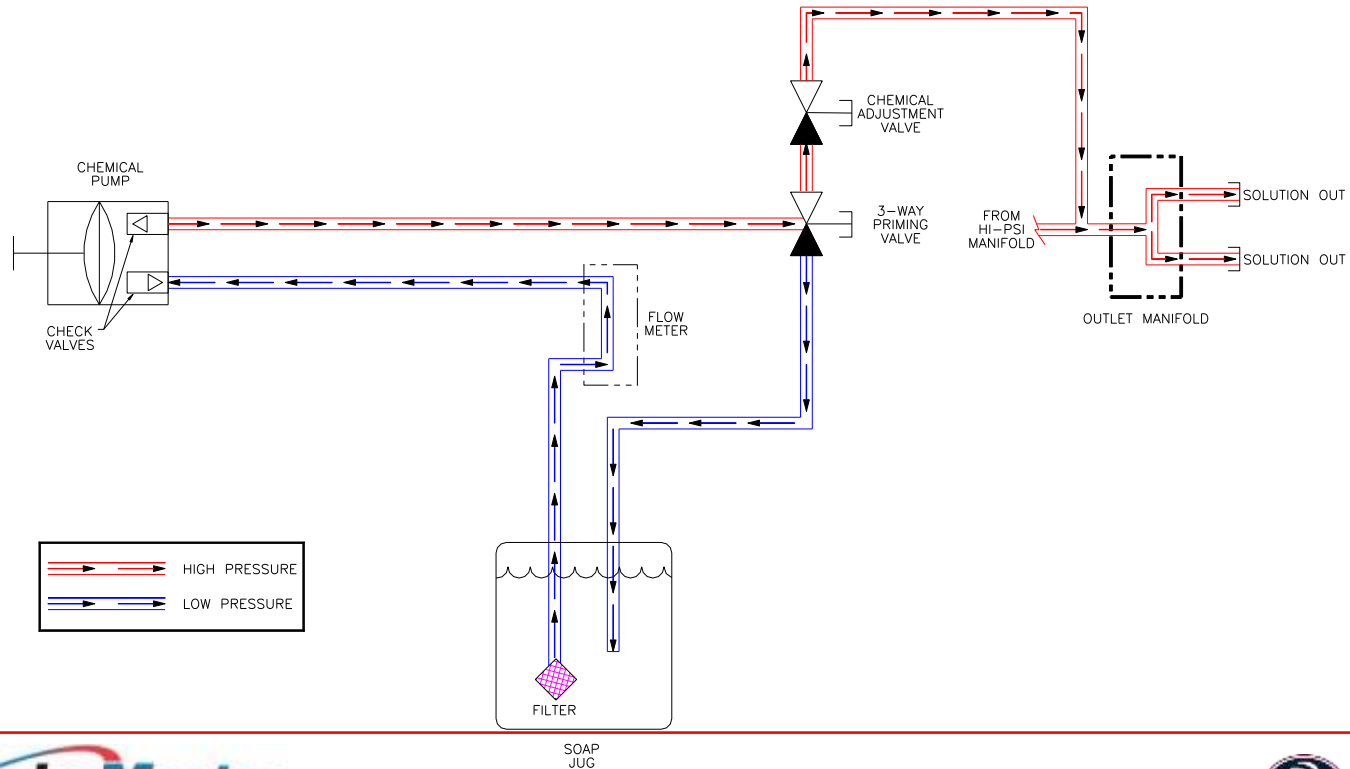 CHEMICAL
ADJUSTMENT
VALVE
CHEMICAL
PUMP
3-WAY
PRIMING
VALVE
FROM
HI-PSI
MANIFOLD
SOLUTION OUT
SOLUTION OUT
OUTLET MANIFOLD
FLOW
METER
CHECK
VALVES
HIGH PRESSURE
LOW PRESSURE
FILTER
SOAP
JUG